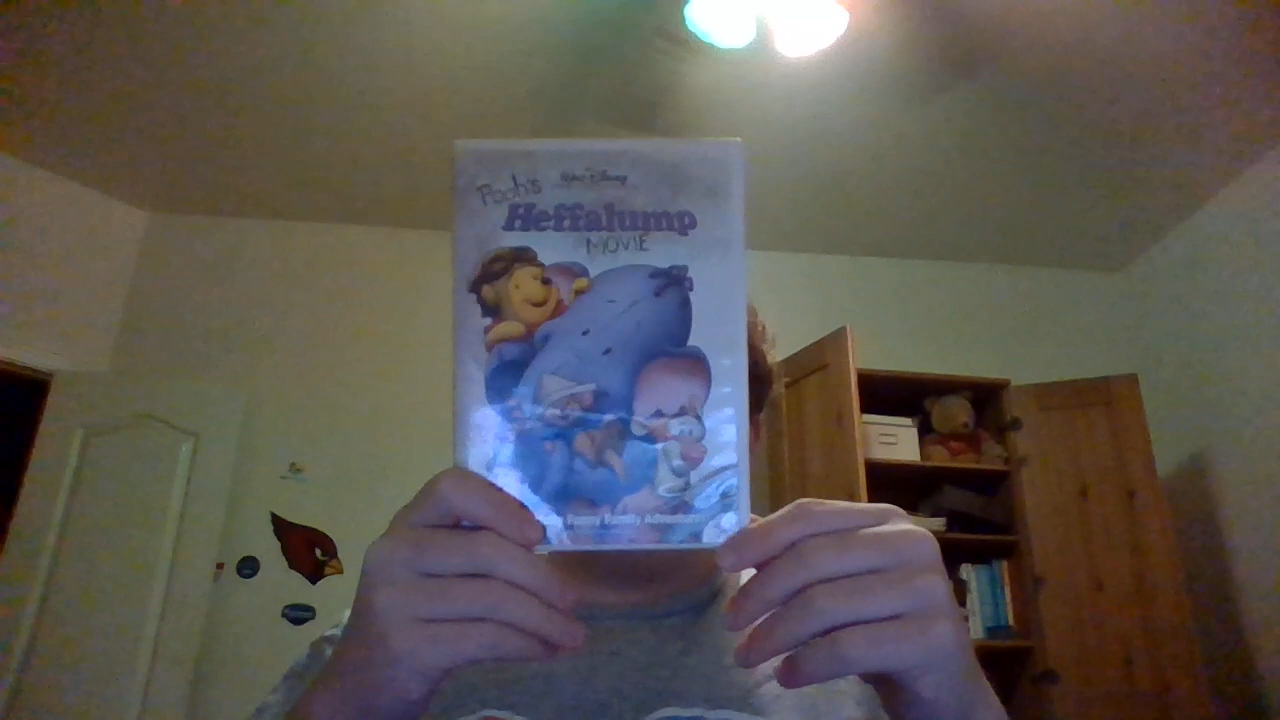 Walt Disney
Pooh's
Heffalump
MOVIE
Funny Family Adventure